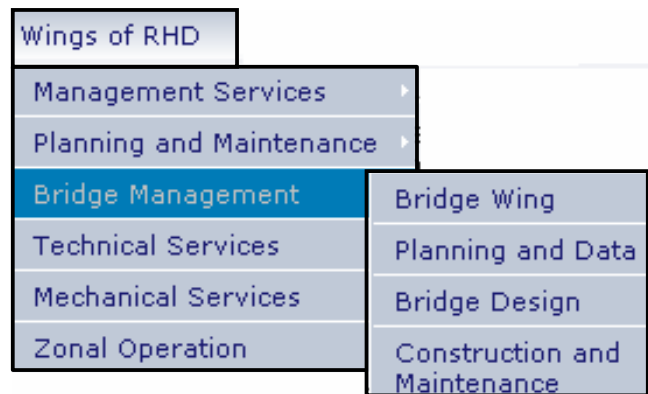 Wings of RHD
Management Services
Planning and Maintenance
Bridge Management
Technical Services
Mechanical Services
Zonal Operation
Bridge Wing
Planning and Data
Bridge Design
Construction and
Maintenance